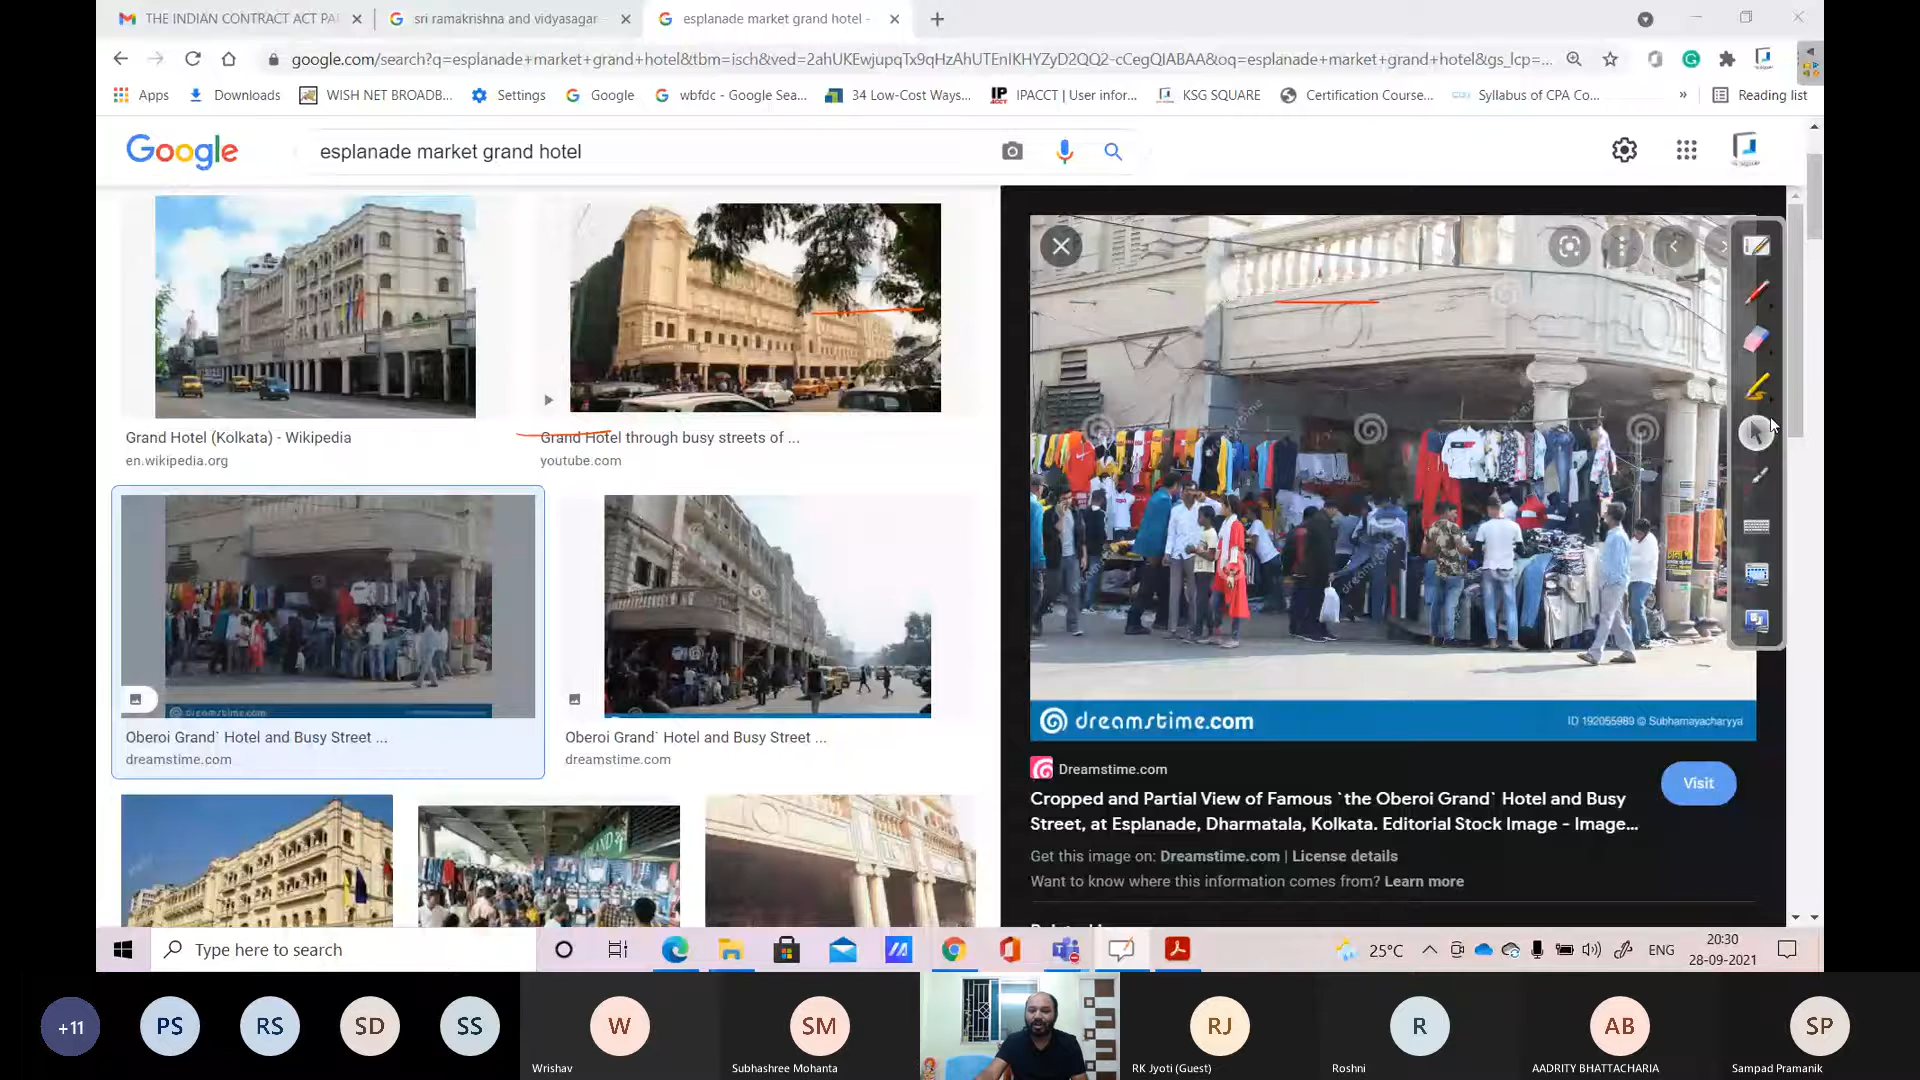 THE INDIAN CONTRACT ACT PA
sri ramakrishna and vidyasagar
esplanade market grand hotel -
google.com/search?q=esplanade+market+grand+hotel&tbm=isch&ved=2ahUKEwjupqTx9qHzAhUTEnIKHYZyD2QQ2-cCegQIABAA&oq=esplanade+market+grand+hotel&gs_lcp=...
Apps
Downloads
WISH NET BROADB...
Settings
Google
wbfdc - Google Sea...
34 Low-Cost Ways...
IPACCT | User infor...
KSG SQUARE
Certification Course...
Syllabus of CPA Co...
»
Reading list
Google
esplanade market grand hotel
Grand Hotel (Kolkata) - Wikipedia
en.wikipedia.org
Grand Hotel through busy streets of ...
youtube.com
Oberoi Grand` Hotel and Busy Street ...
dreamstime.com
Oberoi Grand` Hotel and Busy Street ...
dreamstime.com
dreamstime.com
ID 192055989 © Subhamayacharyya
Dreamstime.com
Visit
Cropped and Partial View of Famous `the Oberoi Grand` Hotel and Busy
Street, at Esplanade, Dharmatala, Kolkata. Editorial Stock Image - Image...
Get this image on: Dreamstime.com | License details
Want to know where this information comes from? Learn more
Type here to search
25°C
ENG
20:30
28-09-2021
+11
PS
RS
SD
SS
W
Wrishav
SM
Subhashree Mohanta
RJ
RK Jyoti (Guest)
R
Roshni
AB
AADRITY BHATTACHARIA
SP
Sampad Pramanik